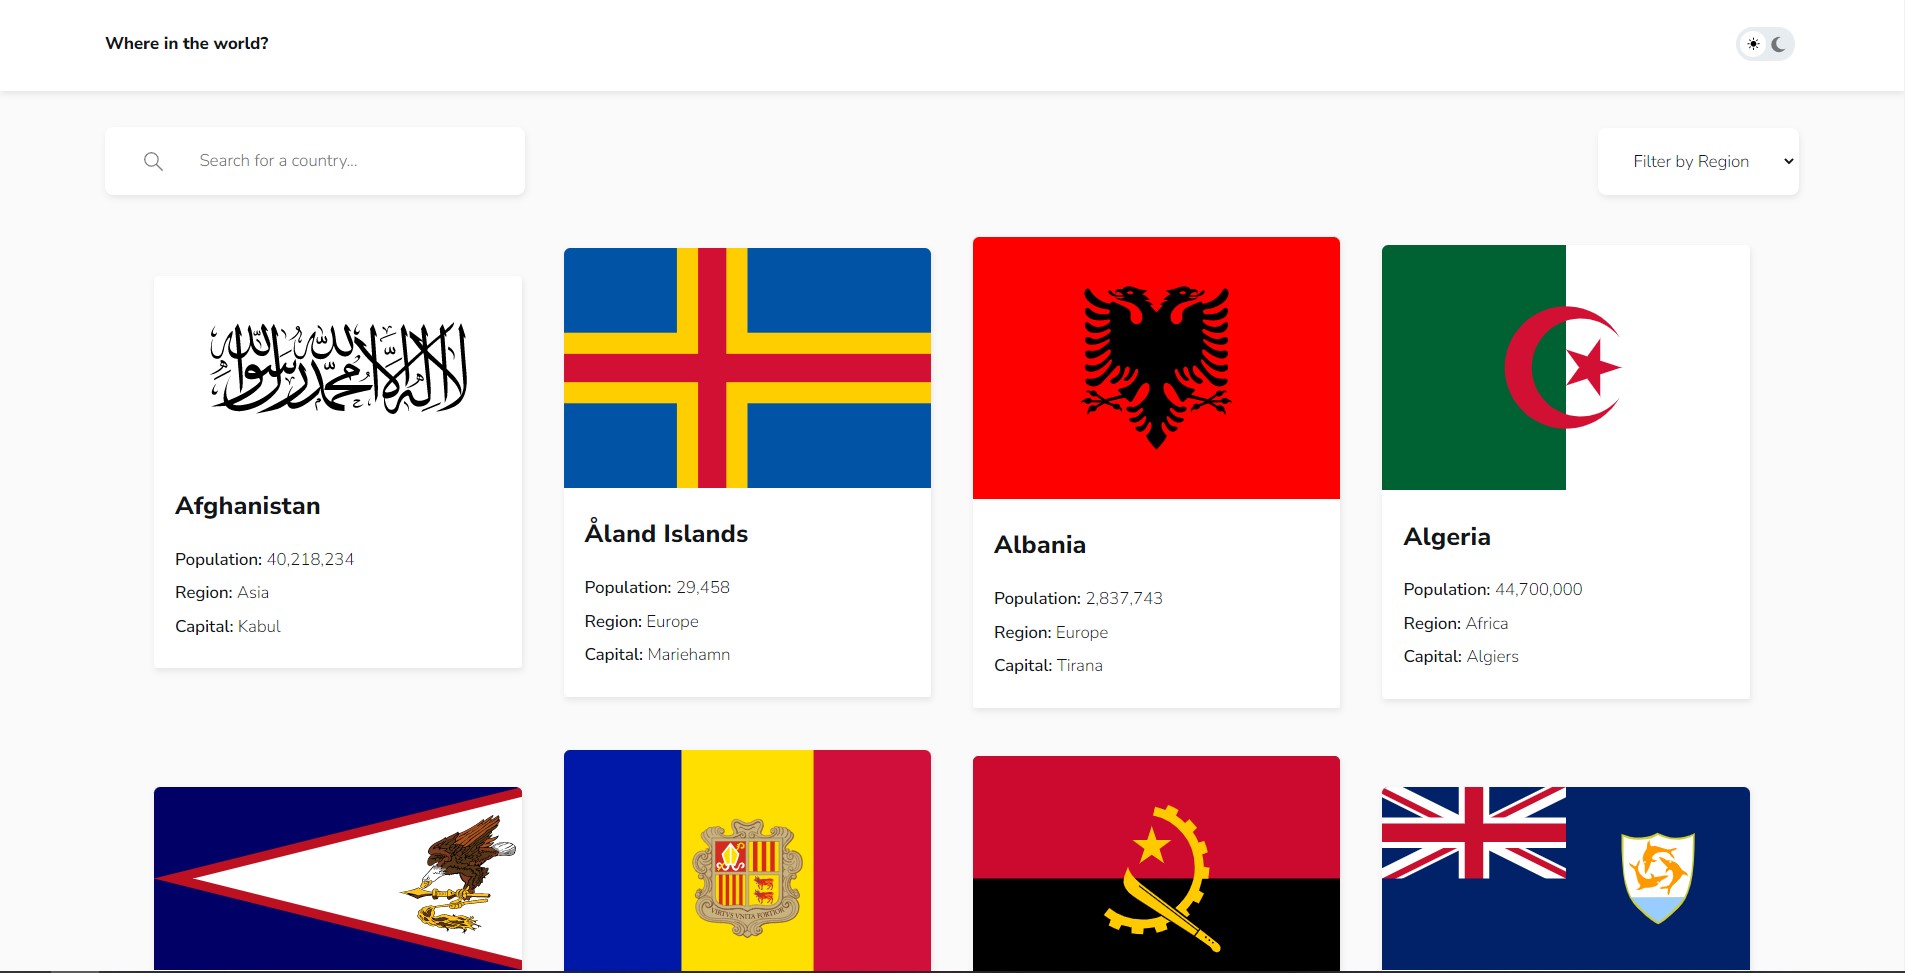 Where in the world?
Search for a country...
Filter by Region
لا إله إلا الله محمد رسول الله
Afghanistan
Population: 40,218,234
Region: Asia
Capital: Kabul
Åland Islands
Population: 29,458
Region: Europe
Capital: Mariehamn
Albania
Population: 2,837,743
Region: Europe
Capital: Tirana
Algeria
Population: 44,700,000
Region: Africa
Capital: Algiers
VIRTVS VNITA FORTIOR